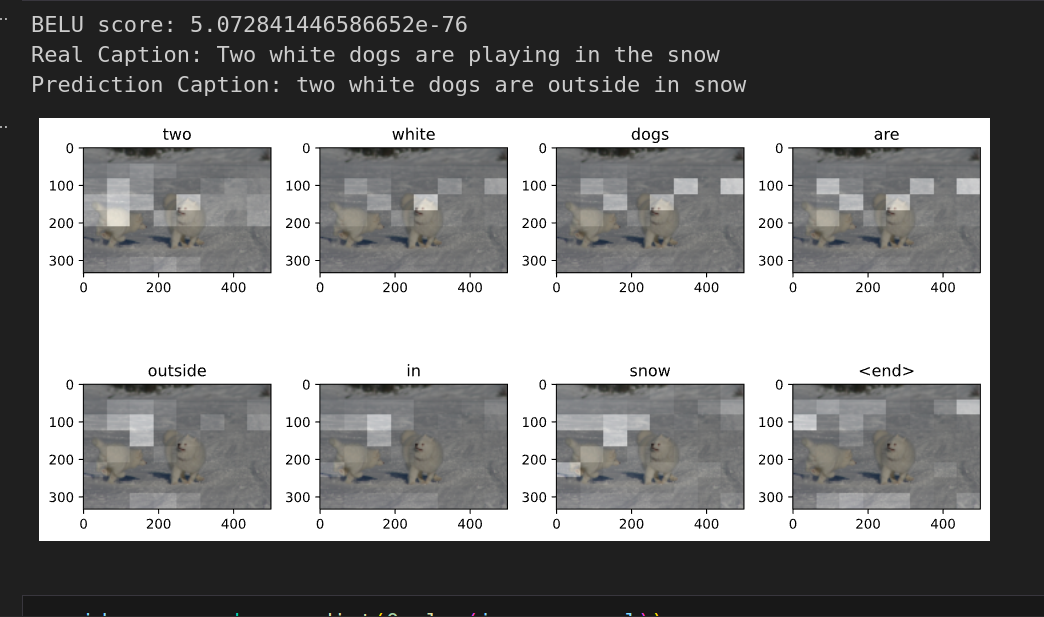 BELU score: 5.072841446586652e-76
Real Caption: Two white dogs are playing in the snow
Prediction Caption: two white dogs are outside in snow
two white dogs are
0 0 0 0
100 100 100 100
200 200 200 200
300 300 300 300
0 200 400 0 200 400 0 200 400 0 200 400
outside in snow <end>
0 0 0 0
100 100 100 100
200 200 200 200
300 300 300 300
0 200 400 0 200 400 0 200 400 0 200 400